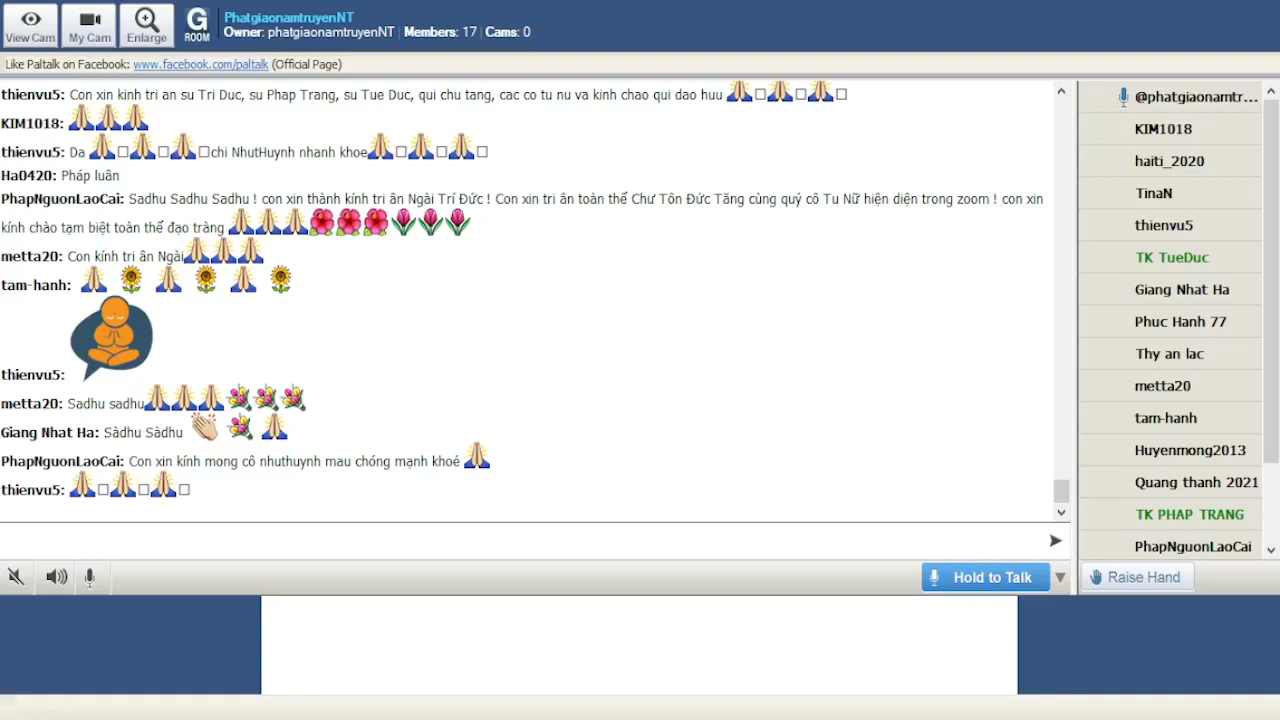 View Cam
My Cam
Enlarge
G
ROOM
PhatgiaonamtruyenNT
Owner: phatgiaonamtruyenNT | Members: 17 | Cams: 0
Like Paltalk on Facebook: www.facebook.com/paltalk (Official Page)
thienvu5: Con xin kinh tri an su Tri Duc, su Phap Trang, su Tue Duc, qui chu tang, cac co tu nu va kinh chao qui dao huu 🙏□🙏□🙏□
KIM1018: 🙏🙏🙏
thienvu5: Da 🙏□🙏□🙏□chi NhutHuynh nhanh khoe🙏□🙏□🙏□
Ha0420: Pháp luân
PhapNguonLaoCai: Sadhu Sadhu Sadhu ! con xin thành kính tri ân Ngài Trí Đức ! Con xin tri ân toàn thể Chư Tôn Đức Tăng cùng quý cô Tu Nữ hiện diện trong zoom ! con xin
kính chào tạm biệt toàn thể đạo tràng 🙏🙏🙏🌺🌺🌺🌷🌷🌷
metta20: Con kính tri ân Ngài🙏🙏🙏
tam-hanh: 🙏 🌻 🙏 🌻 🙏 🌻
thienvu5:
metta20: Sadhu sadhu🙏🙏🙏💐💐💐
Giang Nhat Ha: Sàdhu Sàdhu 👏 💐 🙏
PhapNguonLaoCai: Con xin kính mong cô nhuthuynh mau chóng mạnh khoẻ 🙏
thienvu5: 🙏□🙏□🙏□
Hold to Talk
@phatgiaonamtr...
KIM1018
haiti_2020
TinaN
thienvu5
TK TueDuc
Giang Nhat Ha
Phuc Hanh 77
Thy an lac
metta20
tam-hanh
Huyenmong2013
Quang thanh 2021
TK PHAP TRANG
PhapNguonLaoCai
Raise Hand